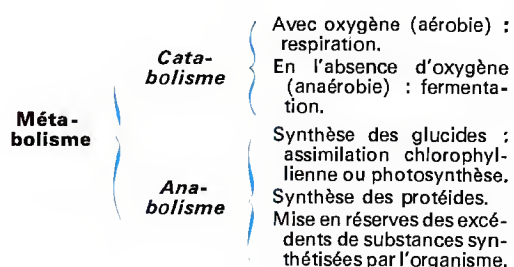 Avec oxygène (aérobie) :
respiration.
Cata-
bolisme
En l'absence d'oxygène
(anaérobie) : fermenta-
tion.
Méta-
bolisme
Synthèse des glucides :
assimilation chlorophyl-
lienne ou photosynthèse.
Ana-
bolisme
Synthèse des protéides.
Mise en réserves des excé-
dents de substances syn-
thétisées par l'organisme.